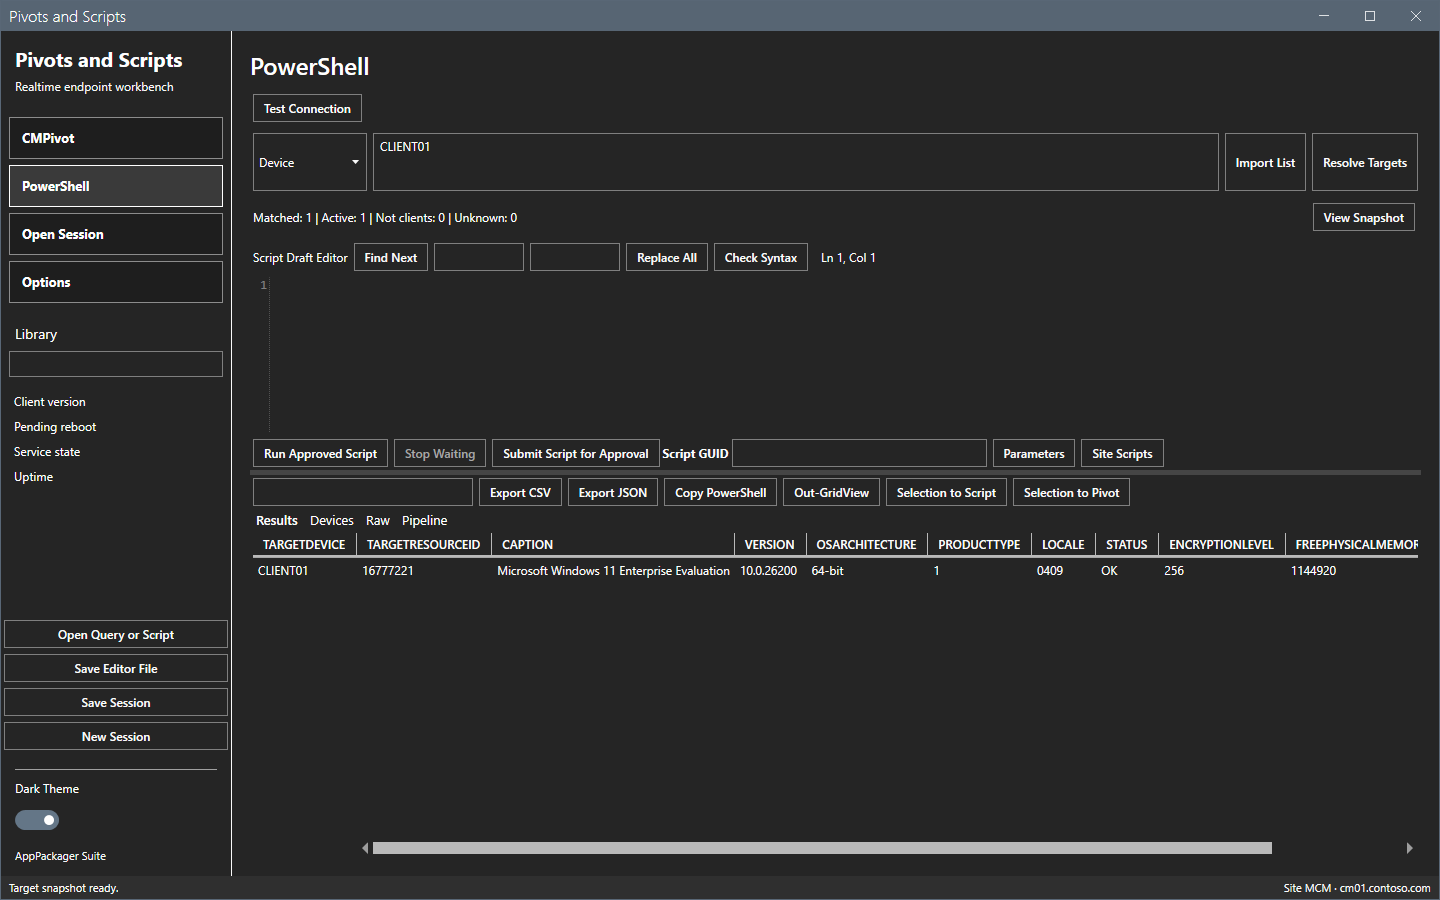 Pivots and Scripts
Pivots and Scripts
Realtime endpoint workbench
CMPivot
PowerShell
Open Session
Options
Library
Client version
Pending reboot
Service state
Uptime
Open Query or Script
Save Editor File
Save Session
New Session
Dark Theme
AppPackager Suite
PowerShell
Test Connection
Device CLIENT01 Import List Resolve Targets
Matched: 1 | Active: 1 | Not clients: 0 | Unknown: 0 View Snapshot
Script Draft Editor Find Next Replace All Check Syntax Ln 1, Col 1
1
Run Approved Script Stop Waiting Submit Script for Approval Script GUID Parameters Site Scripts
Export CSV Export JSON Copy PowerShell Out-GridView Selection to Script Selection to Pivot
Results Devices Raw Pipeline
TARGETDEVICE TARGETRESOURCEID CAPTION VERSION OSARCHITECTURE PRODUCTTYPE LOCALE STATUS ENCRYPTIONLEVEL FREEPHYSICALMEMOR
CLIENT01 16777221 Microsoft Windows 11 Enterprise Evaluation 10.0.26200 64-bit 1 0409 OK 256 1144920
Target snapshot ready. Site MCM · cm01.contoso.com